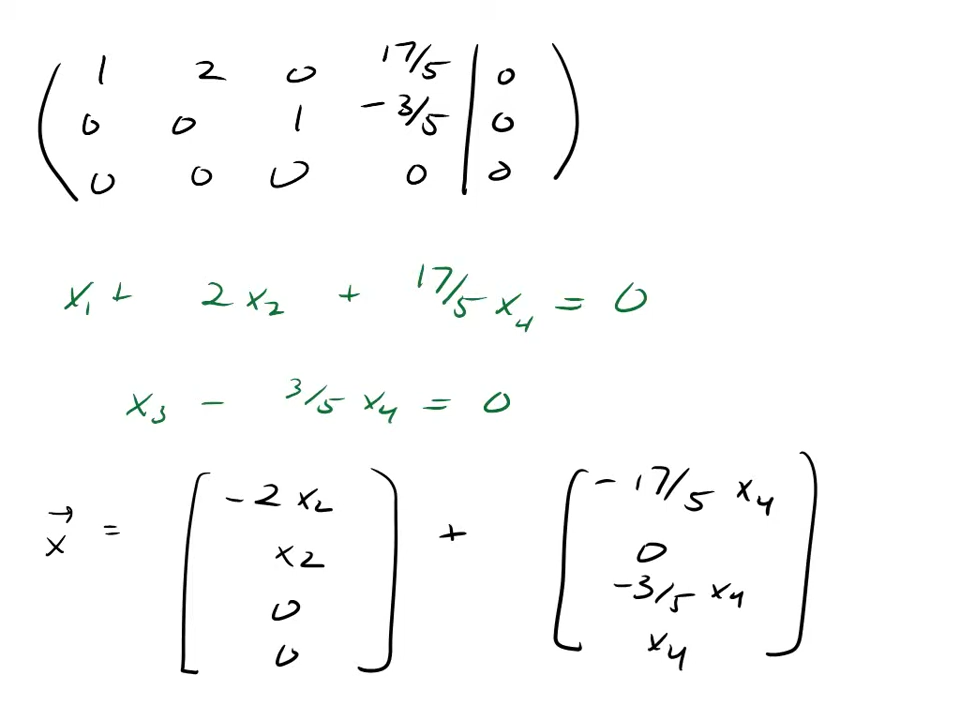 1 2 0 17/5 | 0
0 0 1 -3/5 | 0
0 0 0 0 | 0
x₁ + 2x₂ + 17/5 x₄ = 0
x₃ - 3/5 x₄ = 0
-2x₂ -17/5 x₄
x⃗ = x₂ + 0
0 -3/5 x₄
0 x₄